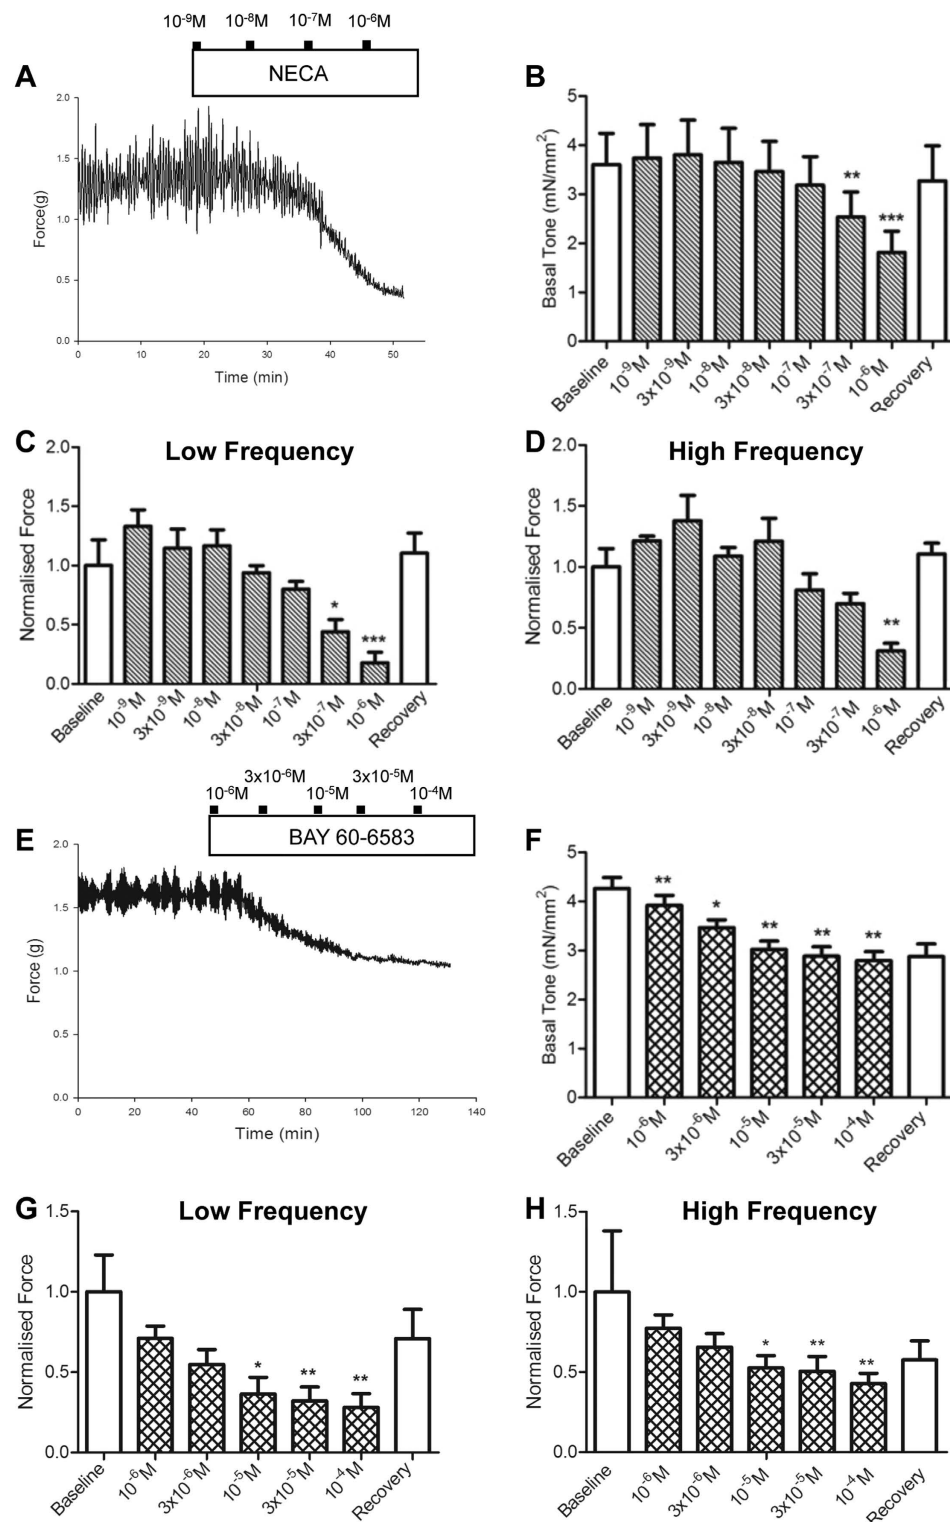 10⁻⁹M 10⁻⁸M 10⁻⁷M 10⁻⁶M
NECA
A
2.0
1.5
1.0
0.5
0.0
Force(g)
0 10 20 30 40 50
Time (min)
B
5
4
3
2
1
0
Basal Tone (mN/mm²)
** ***
Baseline 10⁻⁹M 3x10⁻⁹M 10⁻⁸M 3x10⁻⁸M 10⁻⁷M 3x10⁻⁷M 10⁻⁶M Recovery
C
Low Frequency
2.0
1.5
1.0
0.5
0.0
Normalised Force
* ***
Baseline 10⁻⁹M 3x10⁻⁹M 10⁻⁸M 3x10⁻⁸M 10⁻⁷M 3x10⁻⁷M 10⁻⁶M Recovery
D
High Frequency
2.0
1.5
1.0
0.5
0.0
Normalised Force
**
Baseline 10⁻⁹M 3x10⁻⁹M 10⁻⁸M 3x10⁻⁸M 10⁻⁷M 3x10⁻⁷M 10⁻⁶M Recovery
3x10⁻⁶M 3x10⁻⁵M
10⁻⁶M 10⁻⁵M 10⁻⁴M
BAY 60-6583
E
2.0
1.5
1.0
0.5
0.0
Force (g)
0 20 40 60 80 100 120 140
Time (min)
F
5
4
3
2
1
0
Basal Tone (mN/mm²)
** * ** ** **
Baseline 10⁻⁶M 3x10⁻⁶M 10⁻⁵M 3x10⁻⁵M 10⁻⁴M Recovery
G
Low Frequency
1.5
1.0
0.5
0.0
Normalised Force
* ** **
Baseline 10⁻⁶M 3x10⁻⁶M 10⁻⁵M 3x10⁻⁵M 10⁻⁴M Recovery
H
High Frequency
1.5
1.0
0.5
0.0
Normalised Force
* ** **
Baseline 10⁻⁶M 3x10⁻⁶M 10⁻⁵M 3x10⁻⁵M 10⁻⁴M Recovery